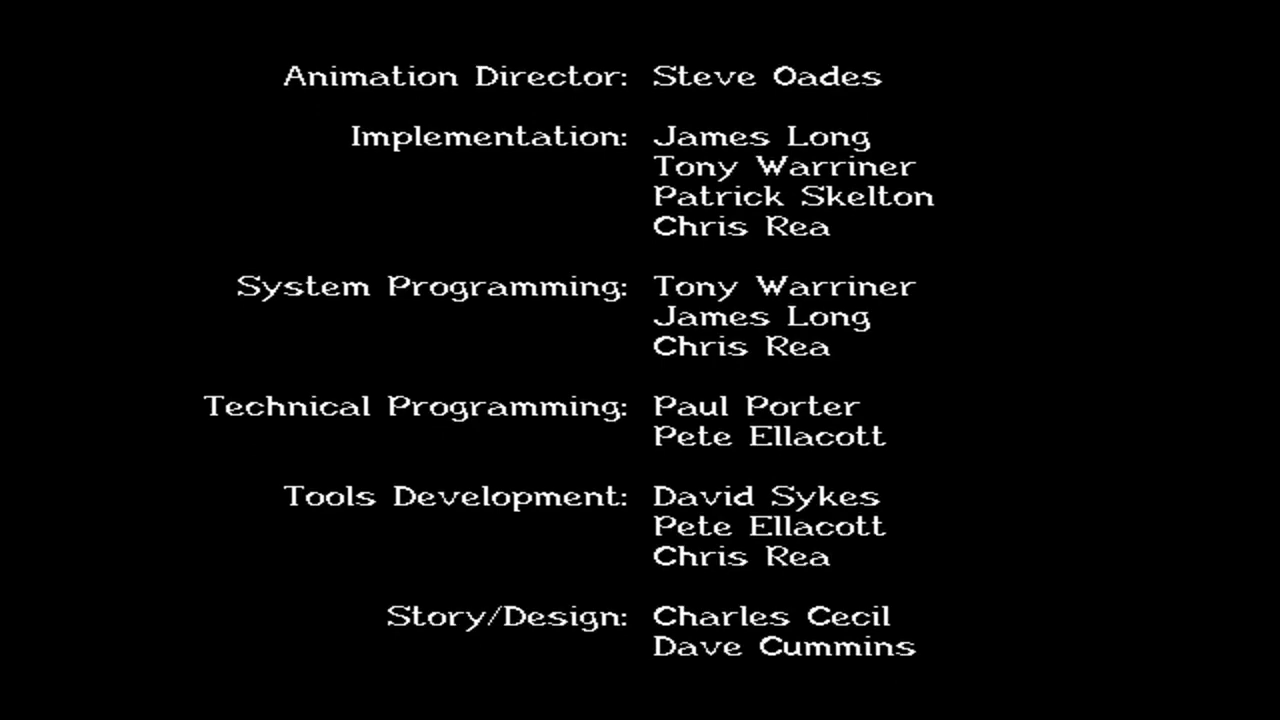 Animation Director: Steve Oades
Implementation: James Long
Tony Warriner
Patrick Skelton
Chris Rea
System Programming: Tony Warriner
James Long
Chris Rea
Technical Programming: Paul Porter
Pete Ellacott
Tools Development: David Sykes
Pete Ellacott
Chris Rea
Story/Design: Charles Cecil
Dave Cummins